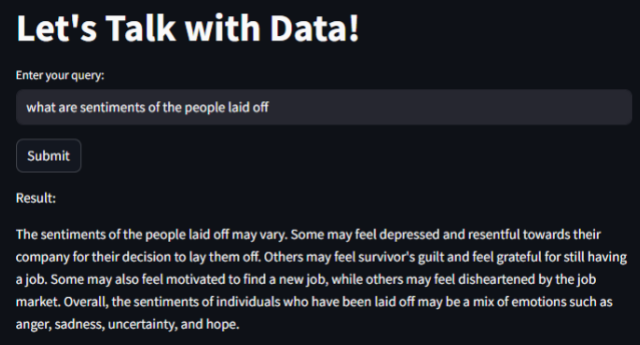 Let's Talk with Data!
Enter your query:
what are sentiments of the people laid off
Submit
Result:
The sentiments of the people laid off may vary. Some may feel depressed and resentful towards their
company for their decision to lay them off. Others may feel survivor's guilt and feel grateful for still having
a job. Some may also feel motivated to find a new job, while others may feel disheartened by the job
market. Overall, the sentiments of individuals who have been laid off may be a mix of emotions such as
anger, sadness, uncertainty, and hope.